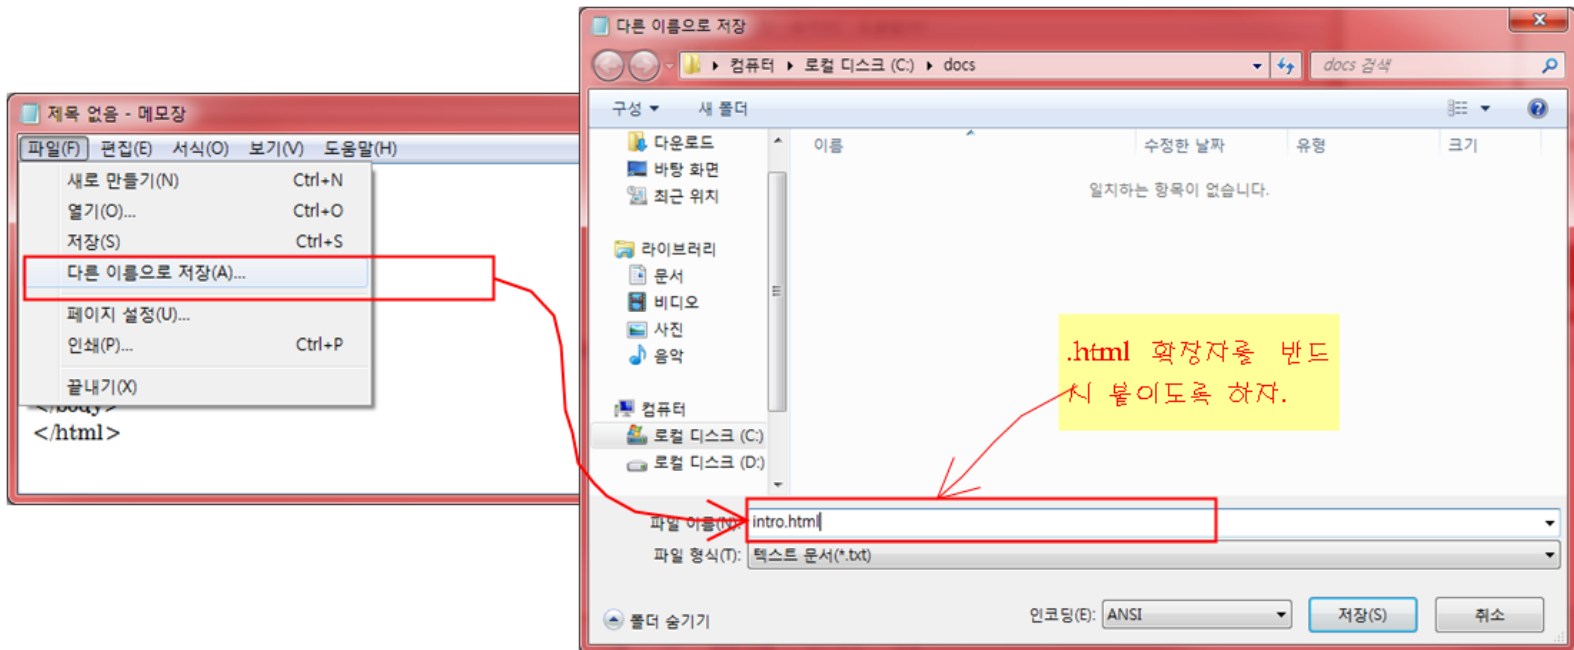 제목 없음 - 메모장
파일(F) 편집(E) 서식(O) 보기(V) 도움말(H)
새로 만들기(N) Ctrl+N
열기(O)... Ctrl+O
저장(S) Ctrl+S
다른 이름으로 저장(A)...
페이지 설정(U)...
인쇄(P)... Ctrl+P
끝내기(X)
</body>
</html>
다른 이름으로 저장
컴퓨터 로컬 디스크 (C:) docs
docs 검색
구성 새 폴더
이름 수정한 날짜 유형 크기
일치하는 항목이 없습니다.
다운로드
바탕 화면
최근 위치
라이브러리
문서
비디오
사진
음악
컴퓨터
로컬 디스크 (C:)
로컬 디스크 (D:)
.html 확장자를 반드
시 붙이도록 하자.
파일 이름(N): intro.html
파일 형식(T): 텍스트 문서(*.txt)
폴더 숨기기
인코딩(E): ANSI
저장(S)
취소